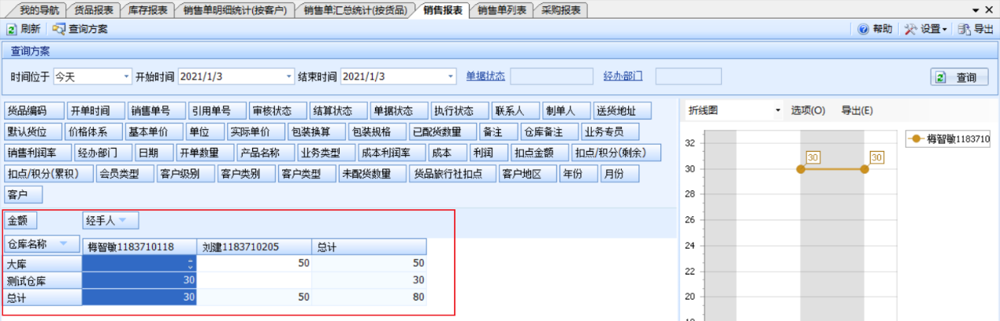 我的导航 货品报表 库存报表 销售单明细统计(按客户) 销售单汇总统计(按货品) 销售报表 销售单列表 采购报表
刷新 查询方案 帮助 设置 导出
查询方案
时间位于 今天 开始时间 2021/1/3 结束时间 2021/1/3 单据状态 经办部门 查询
货品编码 开单时间 销售单号 引用单号 审核状态 结算状态 单据状态 执行状态 联系人 制单人 送货地址
默认货位 价格体系 基本单价 单位 实际单价 包装换算 包装规格 已配货数量 备注 仓库备注 业务专员
销售利润率 经办部门 日期 开单数量 产品名称 业务类型 成本利润率 成本 利润 扣点金额 扣点/积分(剩余)
扣点/积分(累积) 会员类型 客户级别 客户类别 客户类型 未配货数量 货品旅行社扣点 客户地区 年份 月份
客户
金额 经手人
仓库名称 梅智敏1183710118 刘建1183710205 总计
大库 50 50
测试仓库 30 30
总计 30 50 80
折线图 选项(O) 导出(E)
梅智敏1183710
32
30
28
26
24
22
20
30 30